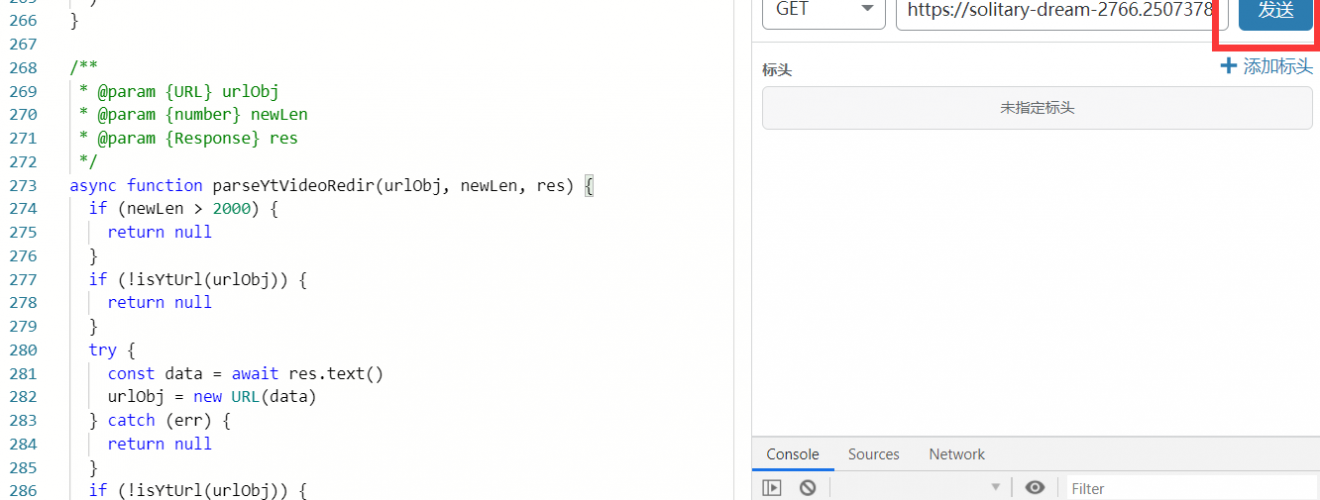 265 }
266 }
267
268 /**
269 * @param {URL} urlObj
270 * @param {number} newLen
271 * @param {Response} res
272 */
273 async function parseYtVideoRedir(urlObj, newLen, res) {
274 if (newLen > 2000) {
275 return null
276 }
277 if (!isYtUrl(urlObj)) {
278 return null
279 }
280 try {
281 const data = await res.text()
282 urlObj = new URL(data)
283 } catch (err) {
284 return null
285 }
286 if (!isYtUrl(urlObj)) {
GET https://solitary-dream-2766.2507378 发送
标头 添加标头
未指定标头
Console Sources Network
Filter